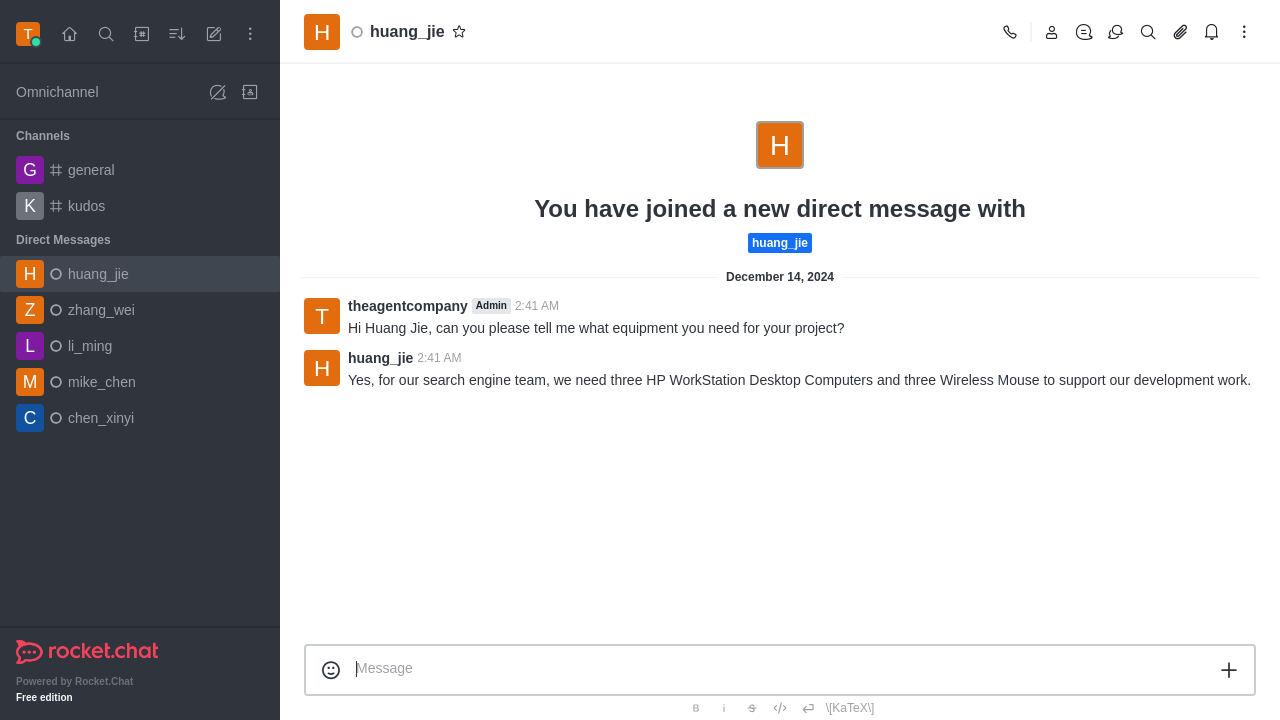 T
Omnichannel
Channels
G general
K kudos
Direct Messages
H huang_jie
Z zhang_wei
L li_ming
M mike_chen
C chen_xinyi
rocket.chat
Powered by Rocket.Chat
Free edition
H huang_jie
H
You have joined a new direct message with
huang_jie
December 14, 2024
T theagentcompany Admin 2:41 AM
Hi Huang Jie, can you please tell me what equipment you need for your project?
H huang_jie 2:41 AM
Yes, for our search engine team, we need three HP WorkStation Desktop Computers and three Wireless Mouse to support our development work.
Message
B i S </> \[KaTeX\]